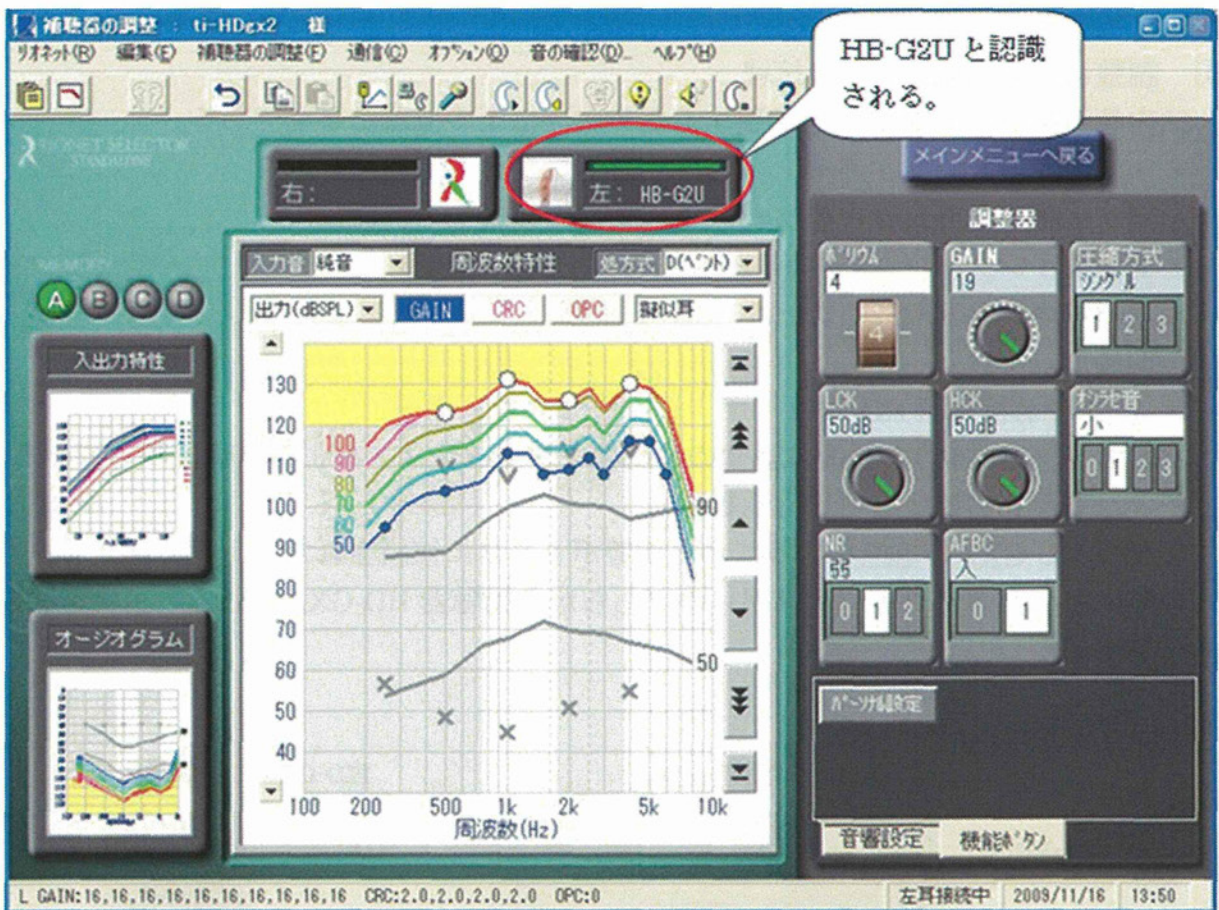 補聴器の調整 : ti-HDgx2 様
リオネット(R) 編集(E) 補聴器の調整(F) 通信(C) オプション(O) 音の確認(D)... ヘルプ(H)
HB-G2U と認識
される。
RIONET SELECTOR
STANDALONE
右:
左: HB-G2U
メインメニューへ戻る
MEMORY
A B C D
入出力特性
オージオグラム
入力音 純音 周波数特性 処方式 D(ベント)
出力(dBSPL) GAIN CRC OPC 擬似耳
130
120
110
100
90
80
70
60
50
40
100
90
80
70
60
50
90
50
100 200 500 1k 2k 5k 10k
周波数(Hz)
調整器
ボリウム
4
4
GAIN
19
圧縮方式
シングル
1 2 3
LCK
50dB
HCK
50dB
オシラセ音
小
0 1 2 3
NR
弱
0 1 2
AFBC
入
0 1
パーソナル設定
音響設定 機能ボタン
L GAIN:16,16,16,16,16,16,16,16,16,16 CRC:2.0,2.0,2.0,2.0 OPC:0
左耳接続中 2009/11/16 13:50